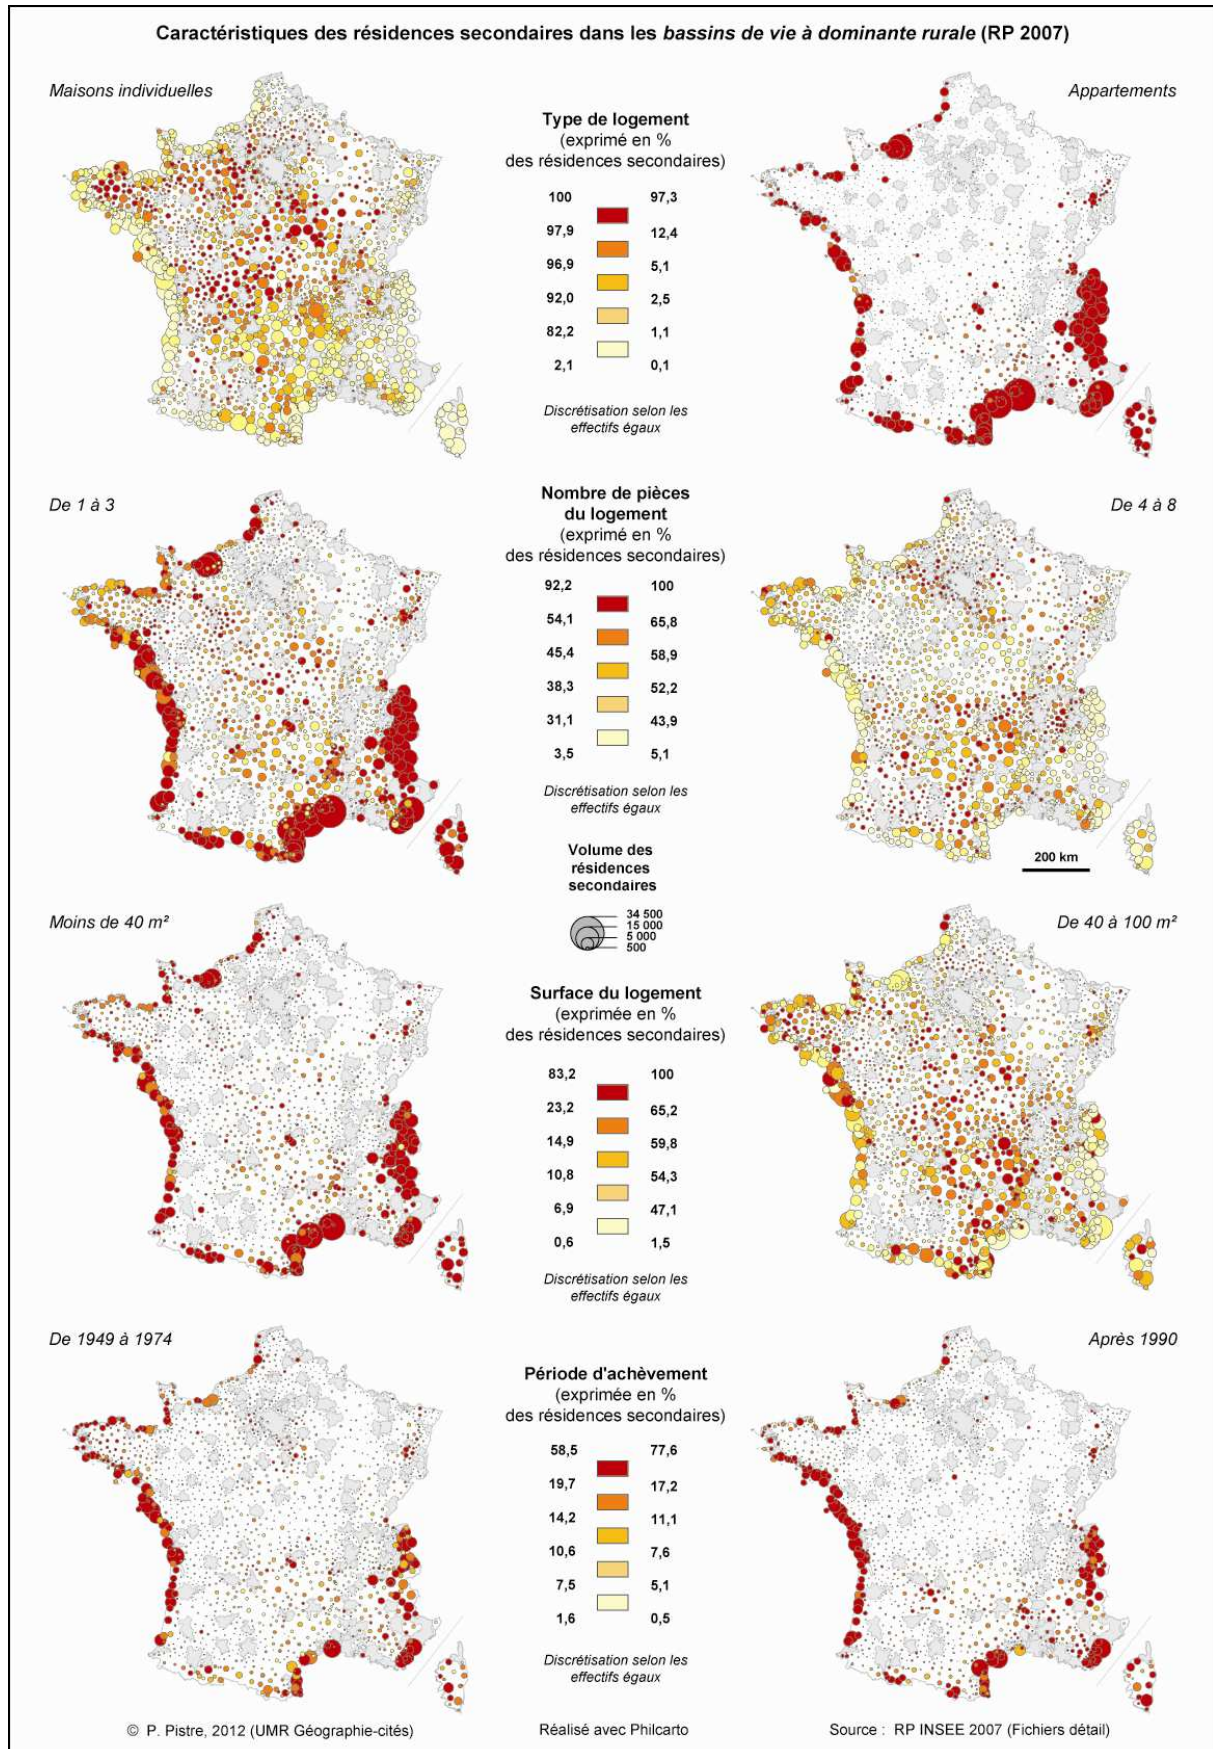 Caractéristiques des résidences secondaires dans les bassins de vie à dominante rurale (RP 2007)
Maisons individuelles
Appartements
Type de logement
(exprimé en %
des résidences secondaires)
100 97,3
97,9 12,4
96,9 5,1
92,0 2,5
82,2 1,1
2,1 0,1
Discrétisation selon les
effectifs égaux
De 1 à 3
De 4 à 8
Nombre de pièces
du logement
(exprimé en %
des résidences secondaires)
92,2 100
54,1 65,8
45,4 58,9
38,3 52,2
31,1 43,9
3,5 5,1
Discrétisation selon les
effectifs égaux
200 km
Volume des
résidences
secondaires
34 500
15 000
5 000
500
Moins de 40 m²
De 40 à 100 m²
Surface du logement
(exprimée en %
des résidences secondaires)
83,2 100
23,2 65,2
14,9 59,8
10,8 54,3
6,9 47,1
0,6 1,5
Discrétisation selon les
effectifs égaux
De 1949 à 1974
Après 1990
Période d'achèvement
(exprimée en %
des résidences secondaires)
58,5 77,6
19,7 17,2
14,2 11,1
10,6 7,6
7,5 5,1
1,6 0,5
Discrétisation selon les
effectifs égaux
© P. Pistre, 2012 (UMR Géographie-cités)
Réalisé avec Philcarto
Source : RP INSEE 2007 (Fichiers détail)